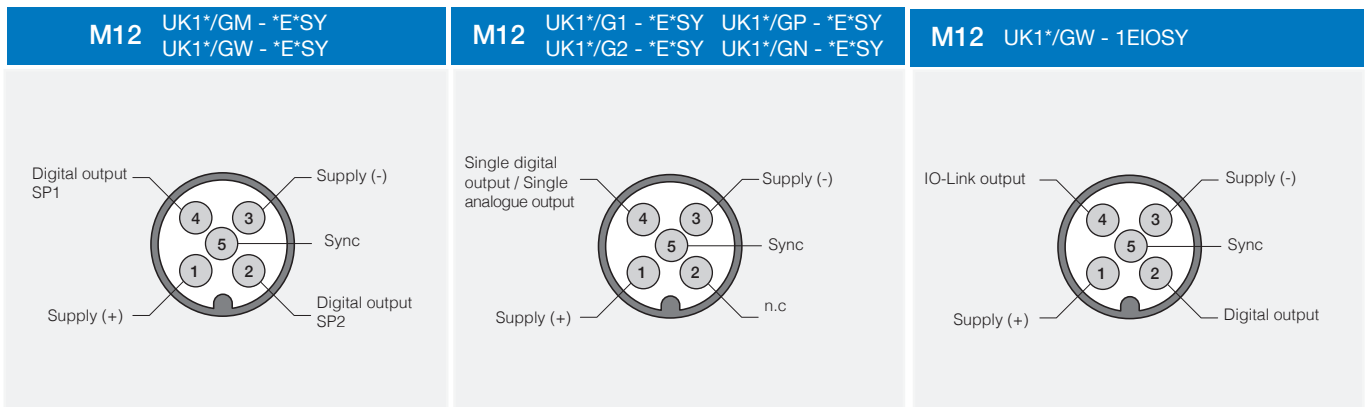 M12 UK1*/GM - *E*SY
UK1*/GW - *E*SY
Digital output
SP1
Supply (-)
4
3
5
Sync
1
2
Supply (+)
Digital output
SP2
M12 UK1*/G1 - *E*SY UK1*/GP - *E*SY
UK1*/G2 - *E*SY UK1*/GN - *E*SY
Single digital
output / Single
analogue output
Supply (-)
4
3
5
Sync
1
2
Supply (+)
n.c
M12 UK1*/GW - 1EIOSY
IO-Link output
Supply (-)
4
3
5
Sync
1
2
Supply (+)
Digital output